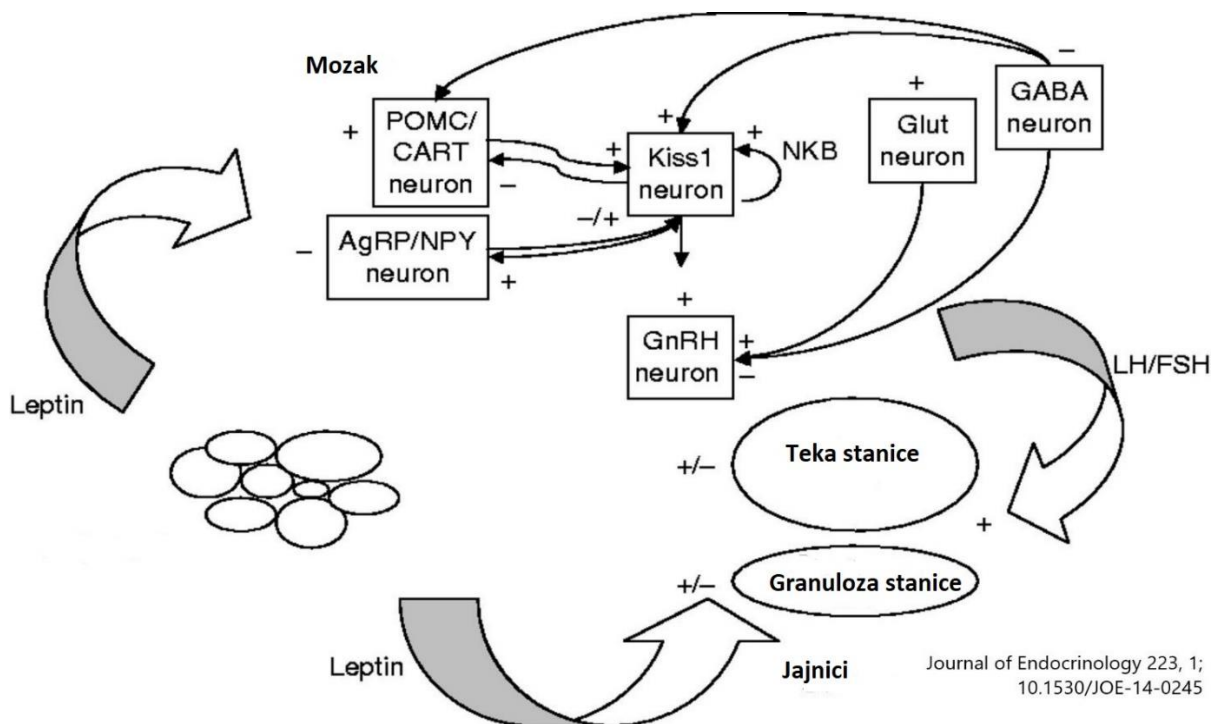 Mozak
–
+
GABA
neuron
+
POMC/
CART
neuron
–
+
+
Kiss1
neuron
+
NKB
Glut
neuron
–
AgRP/NPY
neuron
+
–/+
+
GnRH
neuron
+
–
LH/FSH
Leptin
+/–
Teka stanice
+
+/–
Granuloza stanice
Leptin
Jajnici
Journal of Endocrinology 223, 1;
10.1530/JOE-14-0245